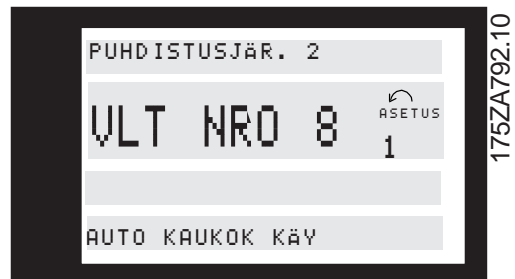 PUHDISTUSJäR. 2
VLT NRO 8
ASETUS
1
AUTO KAUKOK KäY
175ZA792.10